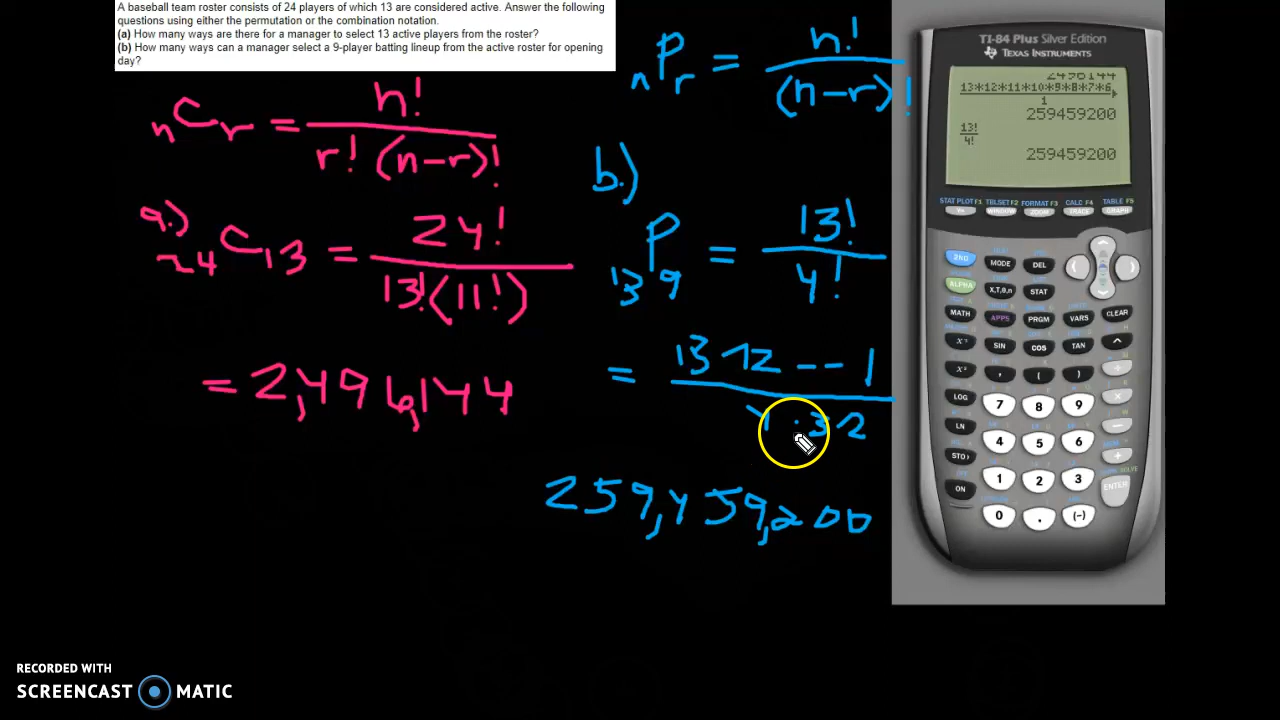 A baseball team roster consists of 24 players of which 13 are considered active. Answer the following
questions using either the permutation or the combination notation.
(a) How many ways are there for a manager to select 13 active players from the roster?
(b) How many ways can a manager select a 9-player batting lineup from the active roster for opening
day?
nCr = n! / r! (n-r)!
a.) 24C13 = 24! / 13! (11!)
= 2,496,144
nPr = n! / (n-r)!
b.)
13P9 = 13! / 4!
= 13 12 -- 1 / 4 · 3 2
259,459,200
TI-84 Plus Silver Edition
TEXAS INSTRUMENTS
2496144
13*12*11*10*9*8*7*6
1
259459200
13!
4!
259459200
STAT PLOT F1 TBLSET F2 FORMAT F3 CALC F4 TABLE F5
Y= WINDOW ZOOM TRACE GRAPH
2ND MODE DEL
ALPHA X,T,θ,n STAT
MATH APPS PRGM VARS CLEAR
SIN COS TAN ^
x² , ( ) ÷
LOG 7 8 9 ×
LN 4 5 6 −
STO› 1 2 3 +
ON 0 . (-) ENTER
RECORDED WITH
SCREENCAST MATIC